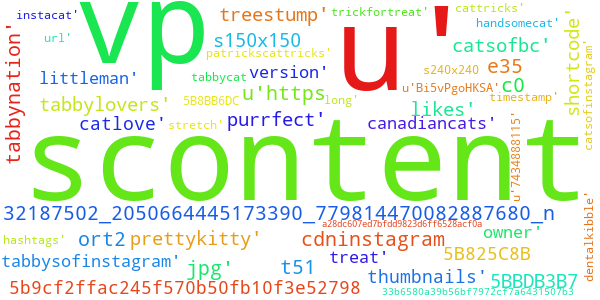 instacat'
vp
u'
cattricks'
treestump'
trickfortreat'
handsomecat'
url'
s150x150
catsofbc'
patrickscattricks'
tabbynation'
littleman'
tabbycat
version'
s240x240
e35
shortcode'
u'Bi5vPgoHKSA'
c0
tabbylovers'
5B8BB6DC
u'https
long'
timestamp'
likes'
catlove'
stretch'
purrfect'
canadiancats'
u'7434888115'
catsofinstagram'
scontent
32187502_2050664445173390_779814470082887680_n
a28dc607ed7bfdd9823d6ff6528acf0a
hashtags'
ort2
prettykitty'
cdninstagram
owner'
dentalkibble'
tabbysofinstagram'
jpg'
t51
treat'
5B825C8B
thumbnails'
5BBDB3B7
5b9cf2ffac245f570b50fb10f3e52798
33b6580a39b56bf7972cf7a6431507b3